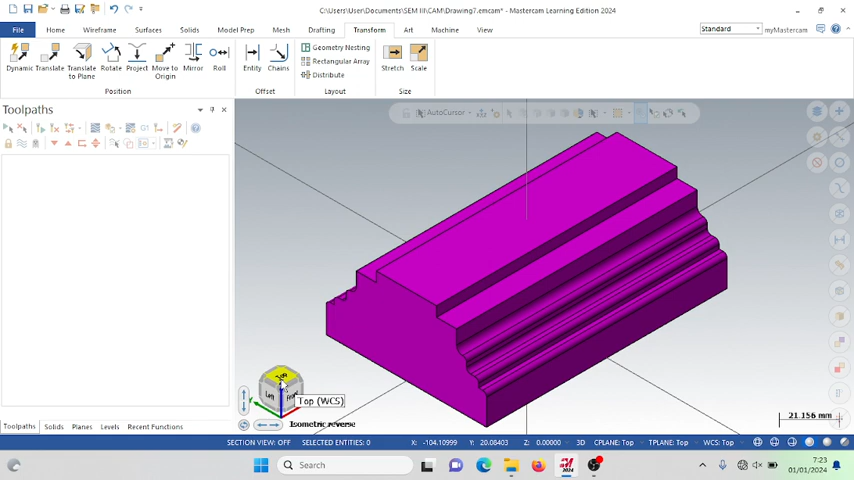 C:\Users\User\Documents\SEM III\CAM\Drawing7.emcam* - Mastercam Learning Edition 2024
File Home Wireframe Surfaces Solids Model Prep Mesh Drafting Transform Art Machine View
Standard myMastercam
Dynamic Translate Translate to Plane Rotate Project Move to Origin Mirror Roll
Entity Chains
Geometry Nesting
Rectangular Array
Distribute
Stretch Scale
Position Offset Layout Size
Toolpaths
AutoCursor
G1
Top
Left Front
Top (WCS)
Isometric reverse
21.156 mm
Toolpaths Solids Planes Levels Recent Functions
SECTION VIEW: OFF SELECTED ENTITIES: 0 X: -104.10999 Y: 20.08403 Z: 0.00000 3D CPLANE: Top TPLANE: Top WCS: Top
Search
7:23
01/01/2024